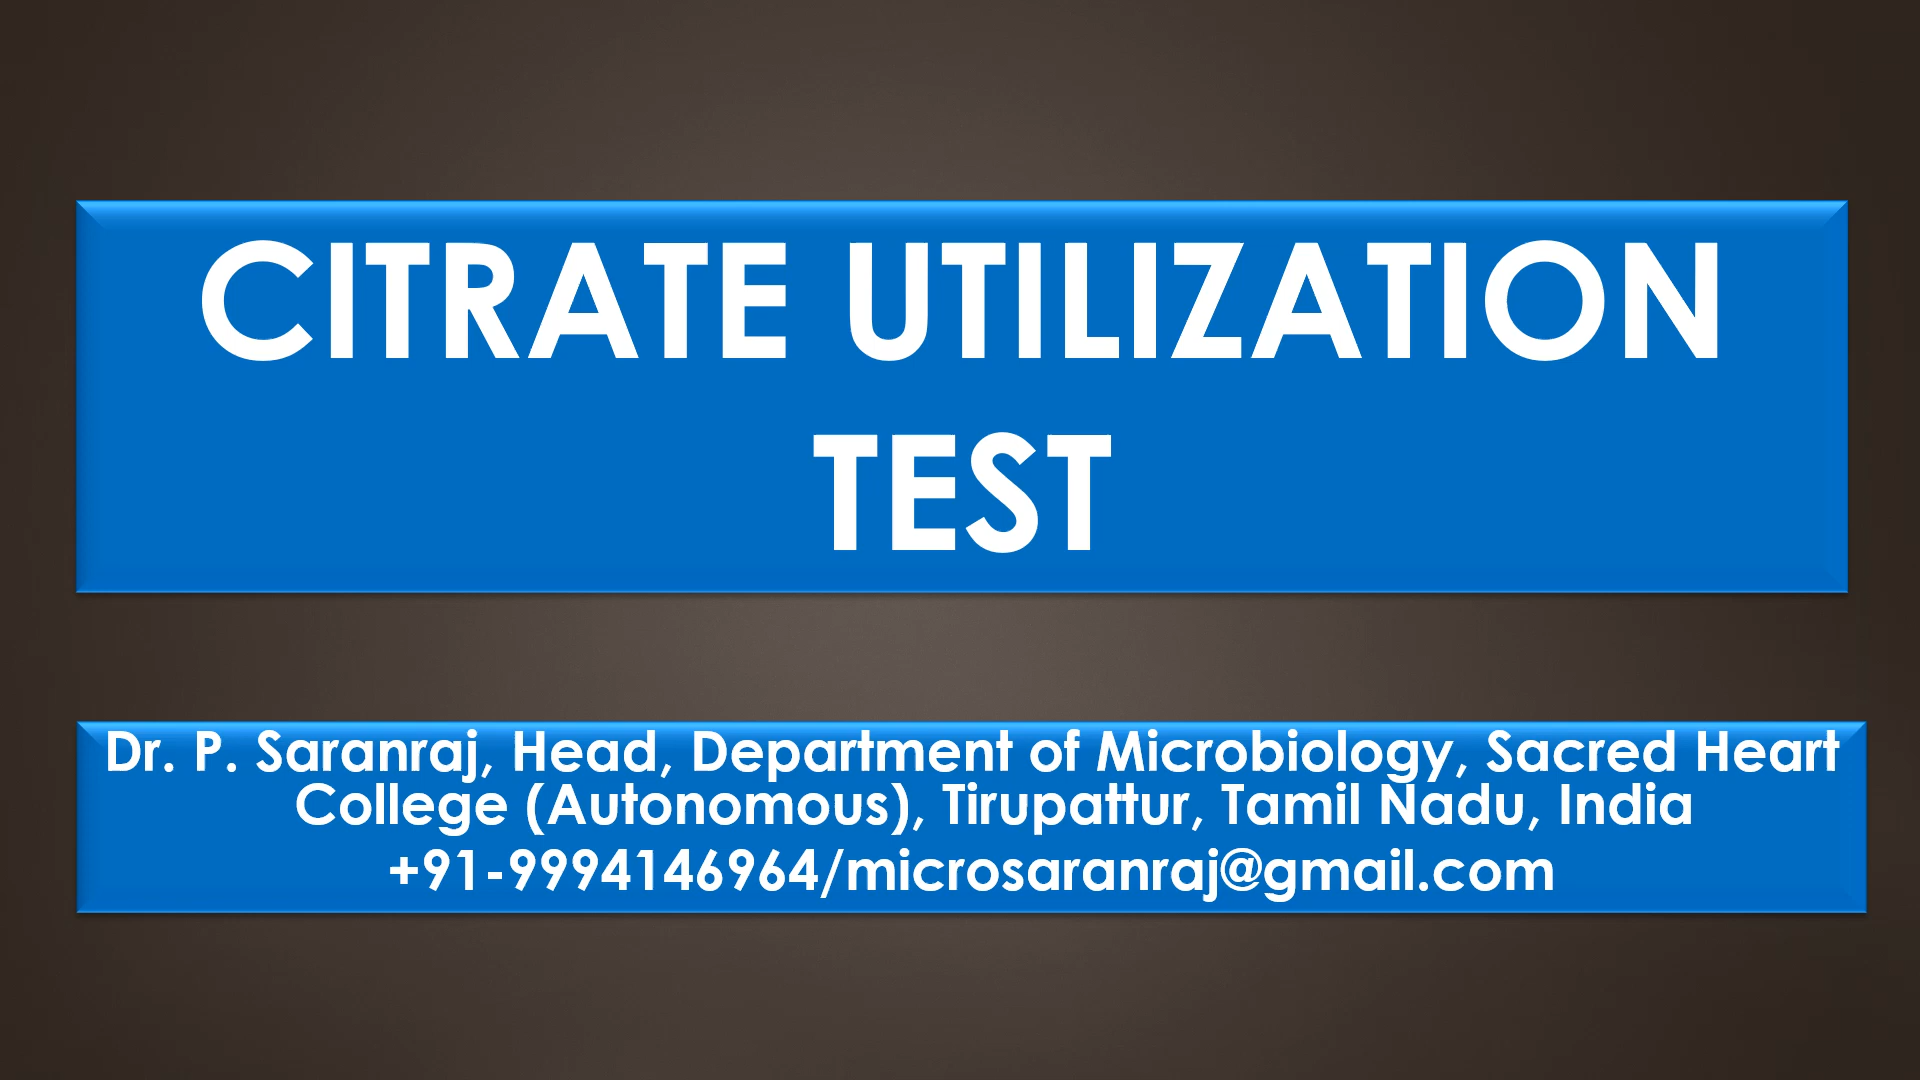 CITRATE UTILIZATION
TEST
Dr. P. Saranraj, Head, Department of Microbiology, Sacred Heart
College (Autonomous), Tirupattur, Tamil Nadu, India
+91-9994146964/microsaranraj@gmail.com